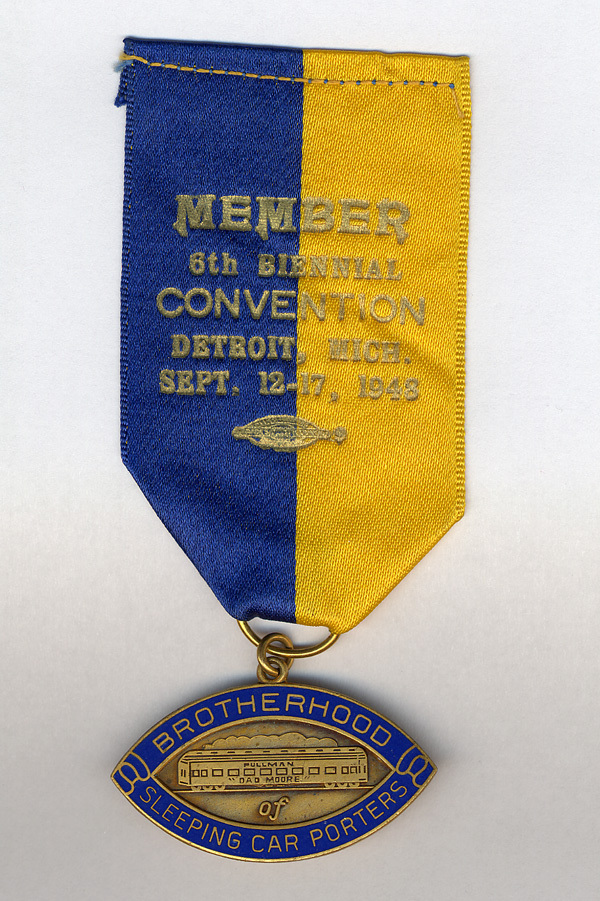 MEMBER
6th BIENNIAL
CONVENTION
DETROIT, MICH.
SEPT. 12-17, 1948
BROTHERHOOD
PULLMAN
"DAD MOORE"
of
SLEEPING CAR PORTERS